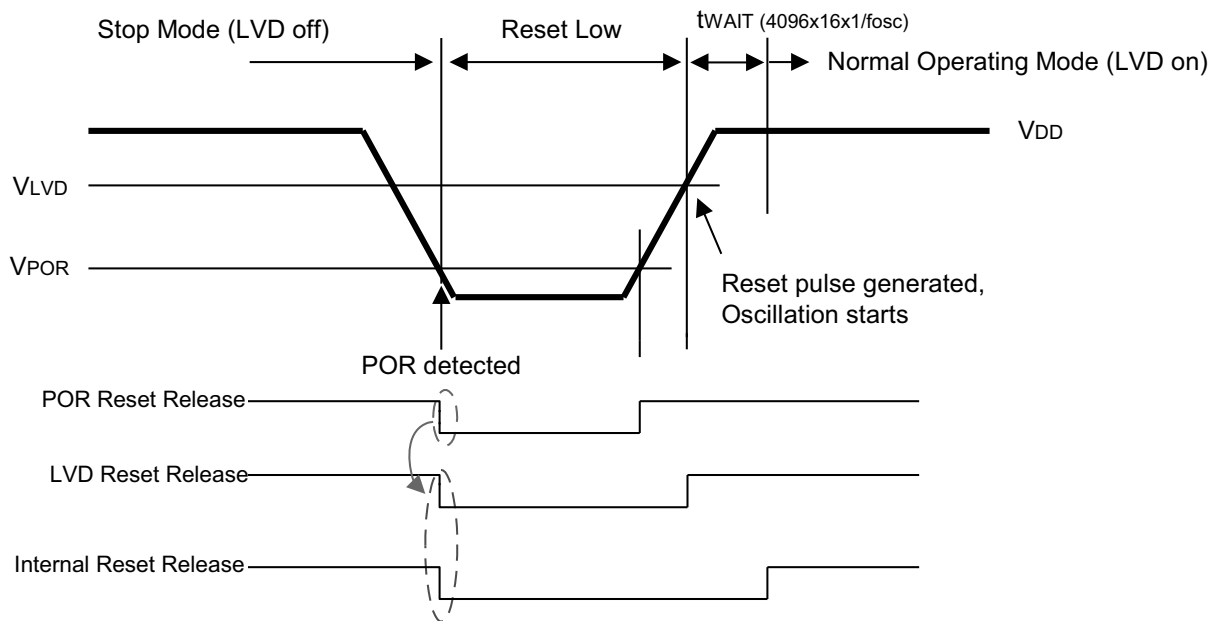 Stop Mode (LVD off)
Reset Low
tWAIT (4096x16x1/fosc)
Normal Operating Mode (LVD on)
VDD
VLVD
VPOR
Reset pulse generated,
Oscillation starts
POR detected
POR Reset Release
LVD Reset Release
Internal Reset Release